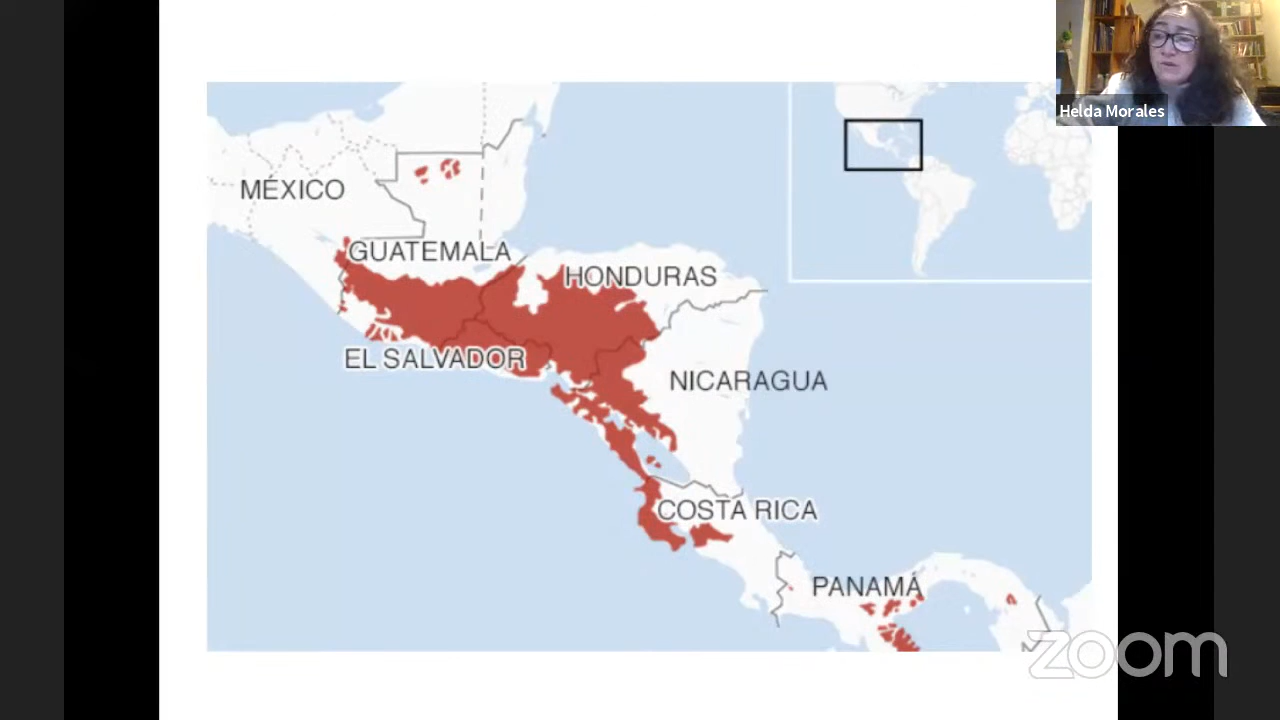 Helda Morales
MÉXICO
GUATEMALA
HONDURAS
EL SALVADOR
NICARAGUA
COSTA RICA
PANAMÁ
zoom